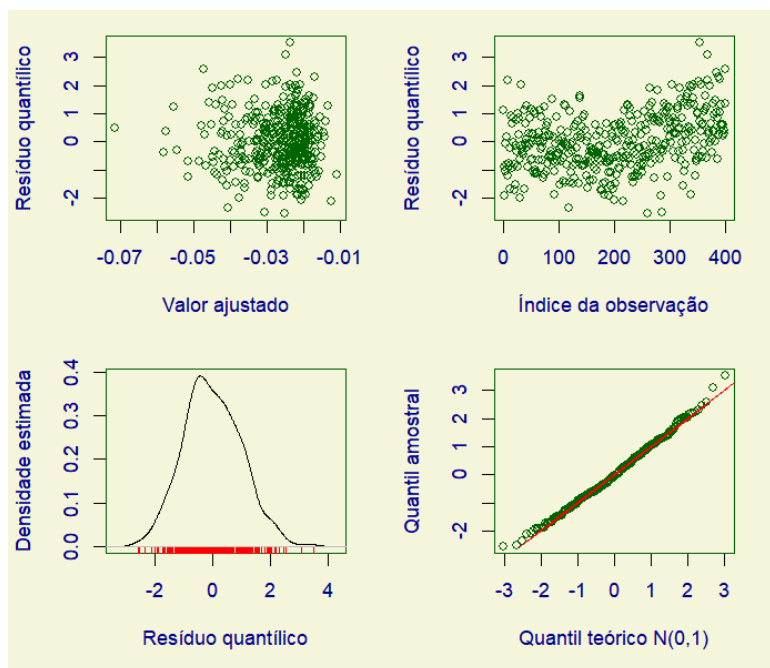 Resíduo quantílico
-2 0 1 2 3
-0.07 -0.05 -0.03 -0.01
Valor ajustado
Resíduo quantílico
-2 0 1 2 3
0 100 200 300 400
Índice da observação
Densidade estimada
0.0 0.1 0.2 0.3 0.4
-2 0 2 4
Resíduo quantílico
Quantil amostral
-2 0 1 2 3
-3 -2 -1 0 1 2 3
Quantil teórico N(0,1)